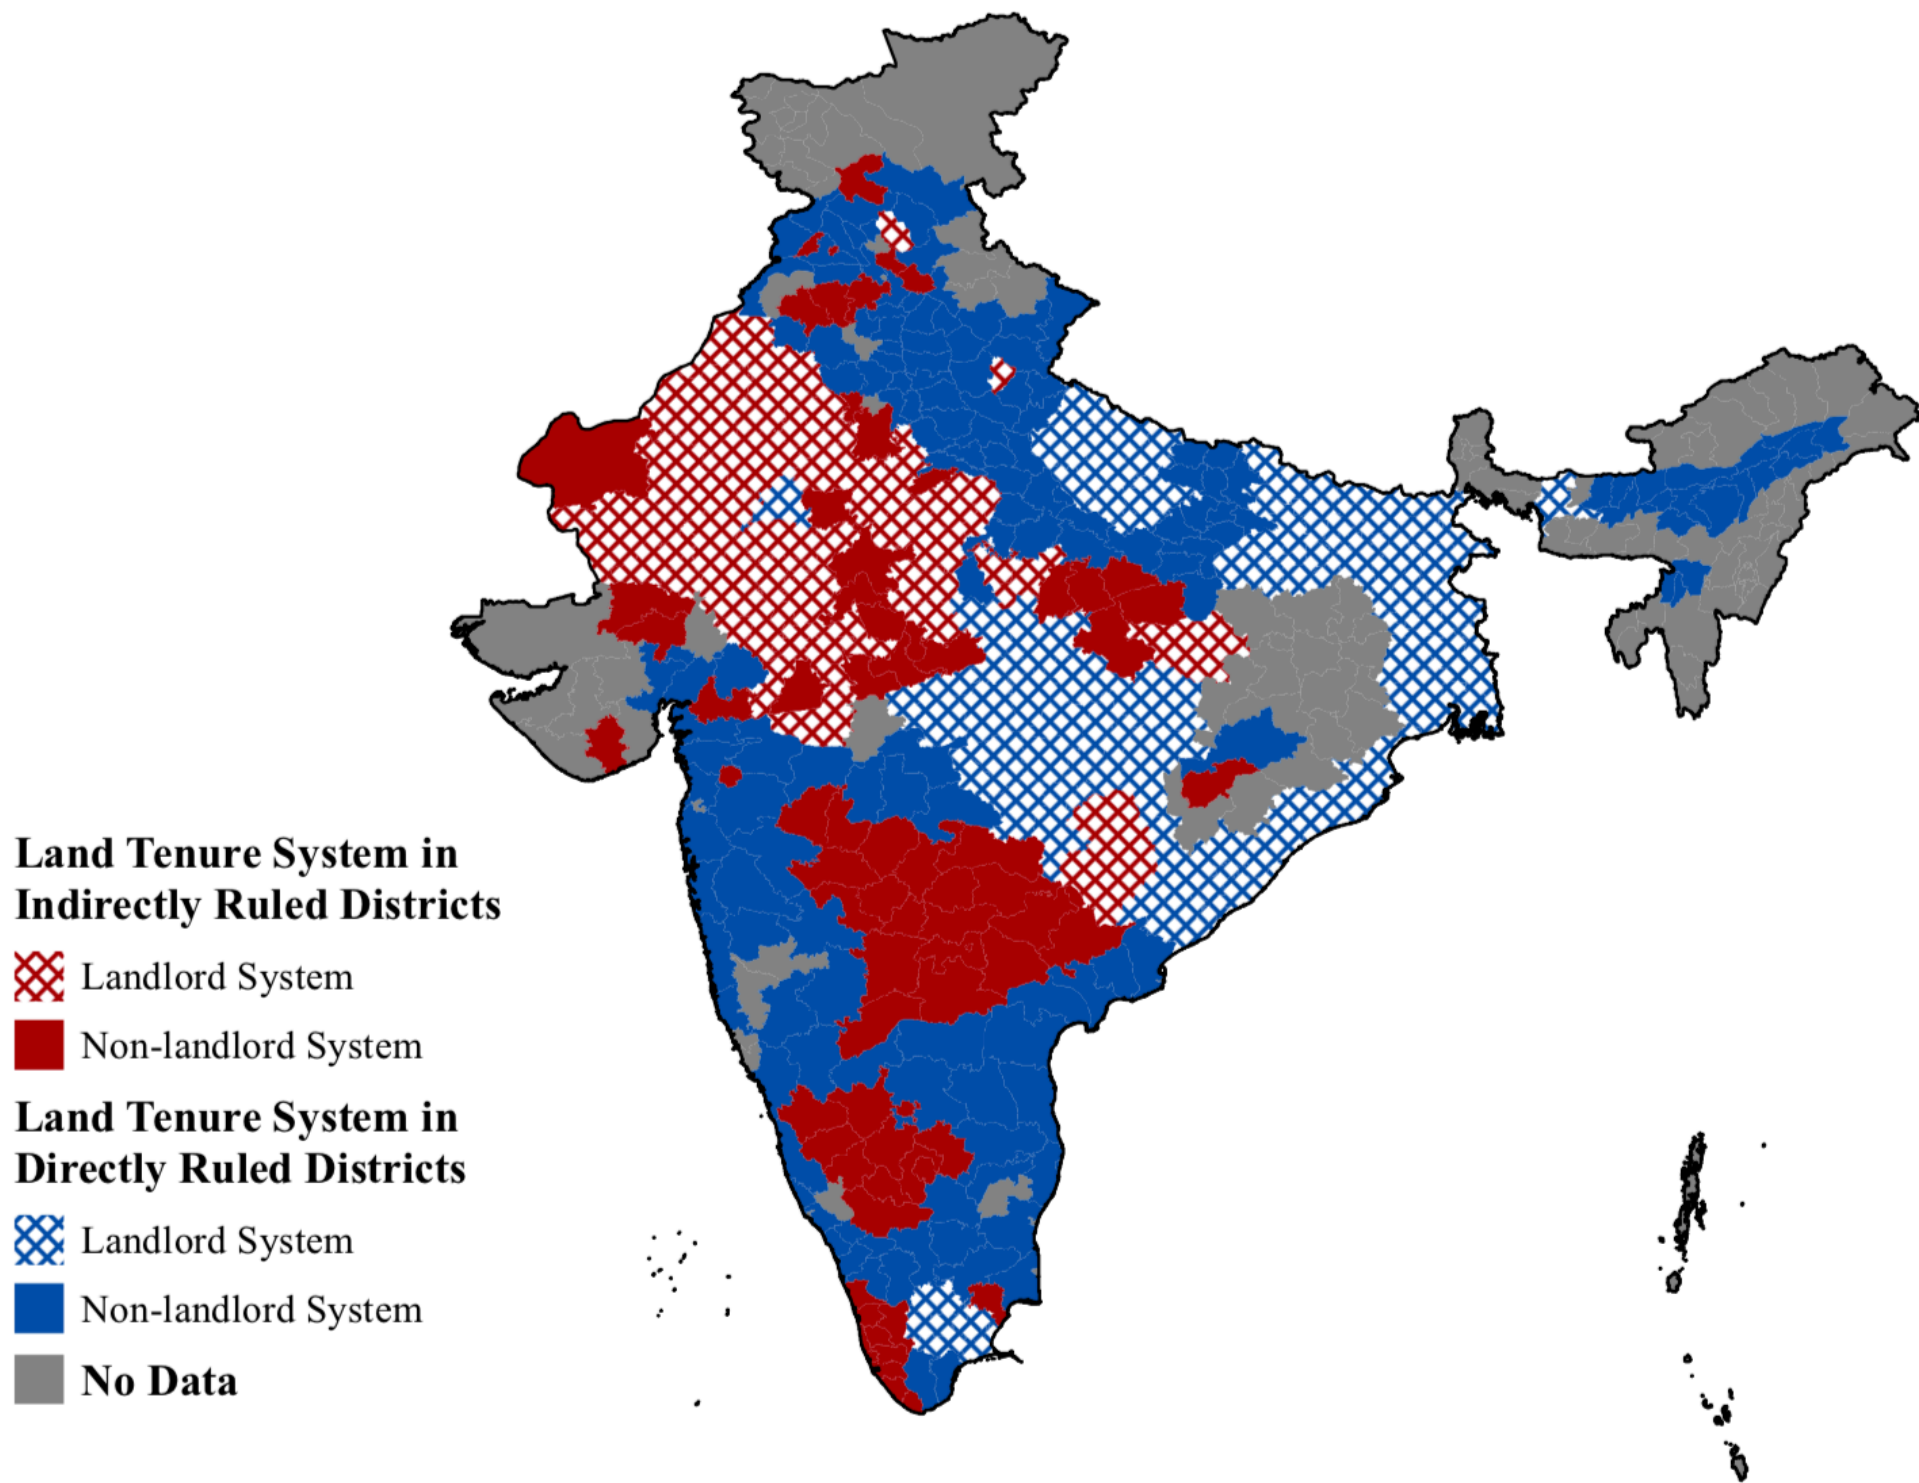 Land Tenure System in
Indirectly Ruled Districts
Landlord System
Non-landlord System
Land Tenure System in
Directly Ruled Districts
Landlord System
Non-landlord System
No Data